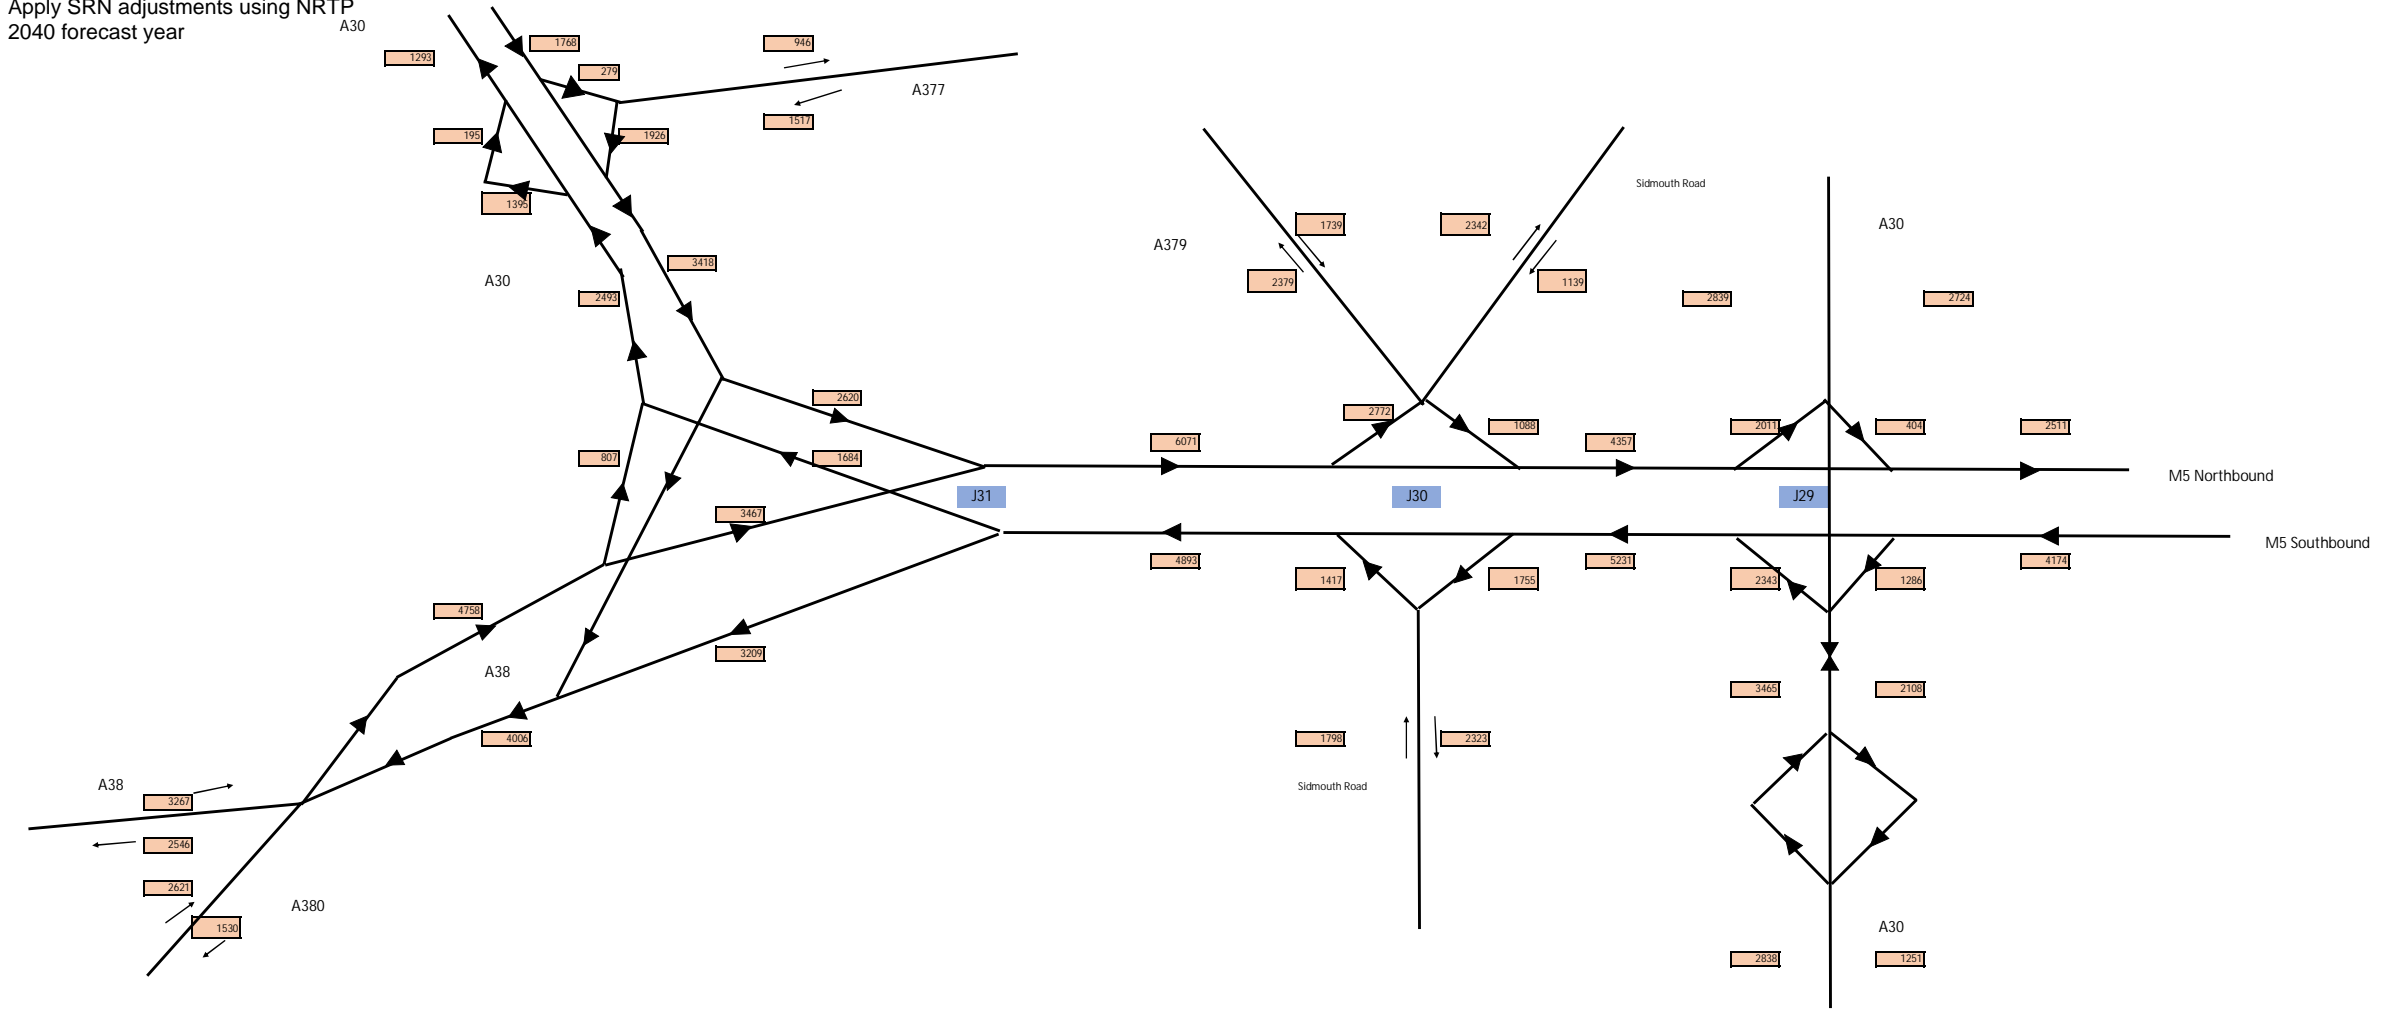 Apply SRN adjustments using NRTP
2040 forecast year
A30
1293
1768
946
279
A377
1517
195
1926
1395
A30
3418
2493
A379
1739
2342
Sidmouth Road
A30
2379
1139
2839
2724
2620
2772
1088
2011
404
2511
807
1684
6071
4357
M5 Northbound
3467
J31
J30
J29
M5 Southbound
4893
1417
1755
5231
2343
1286
4174
4758
A38
3209
3465
2108
4006
1798
2323
Sidmouth Road
A38
3267
2546
2621
A380
1530
A30
2838
1251